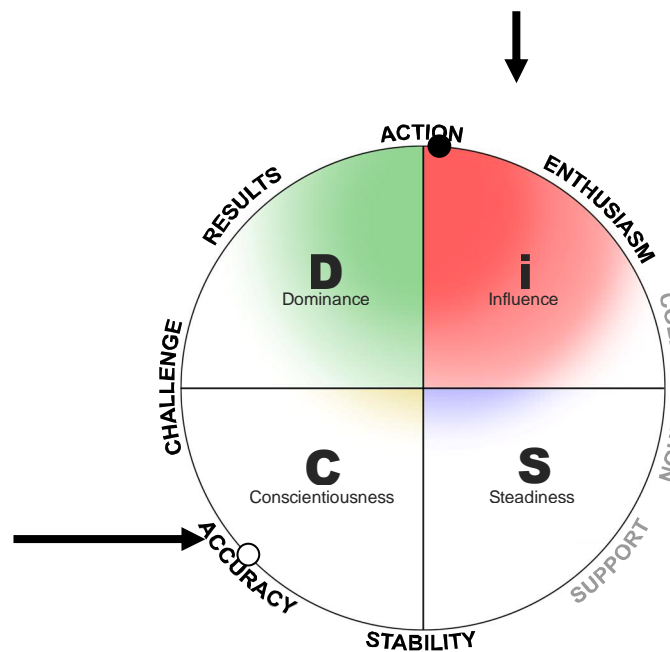 ACTION
RESULTS
ENTHUSIASM
D
Dominance
i
Influence
CHALLENGE
C
Conscientiousness
S
Steadiness
ACCURACY
SUPPORT
STABILITY